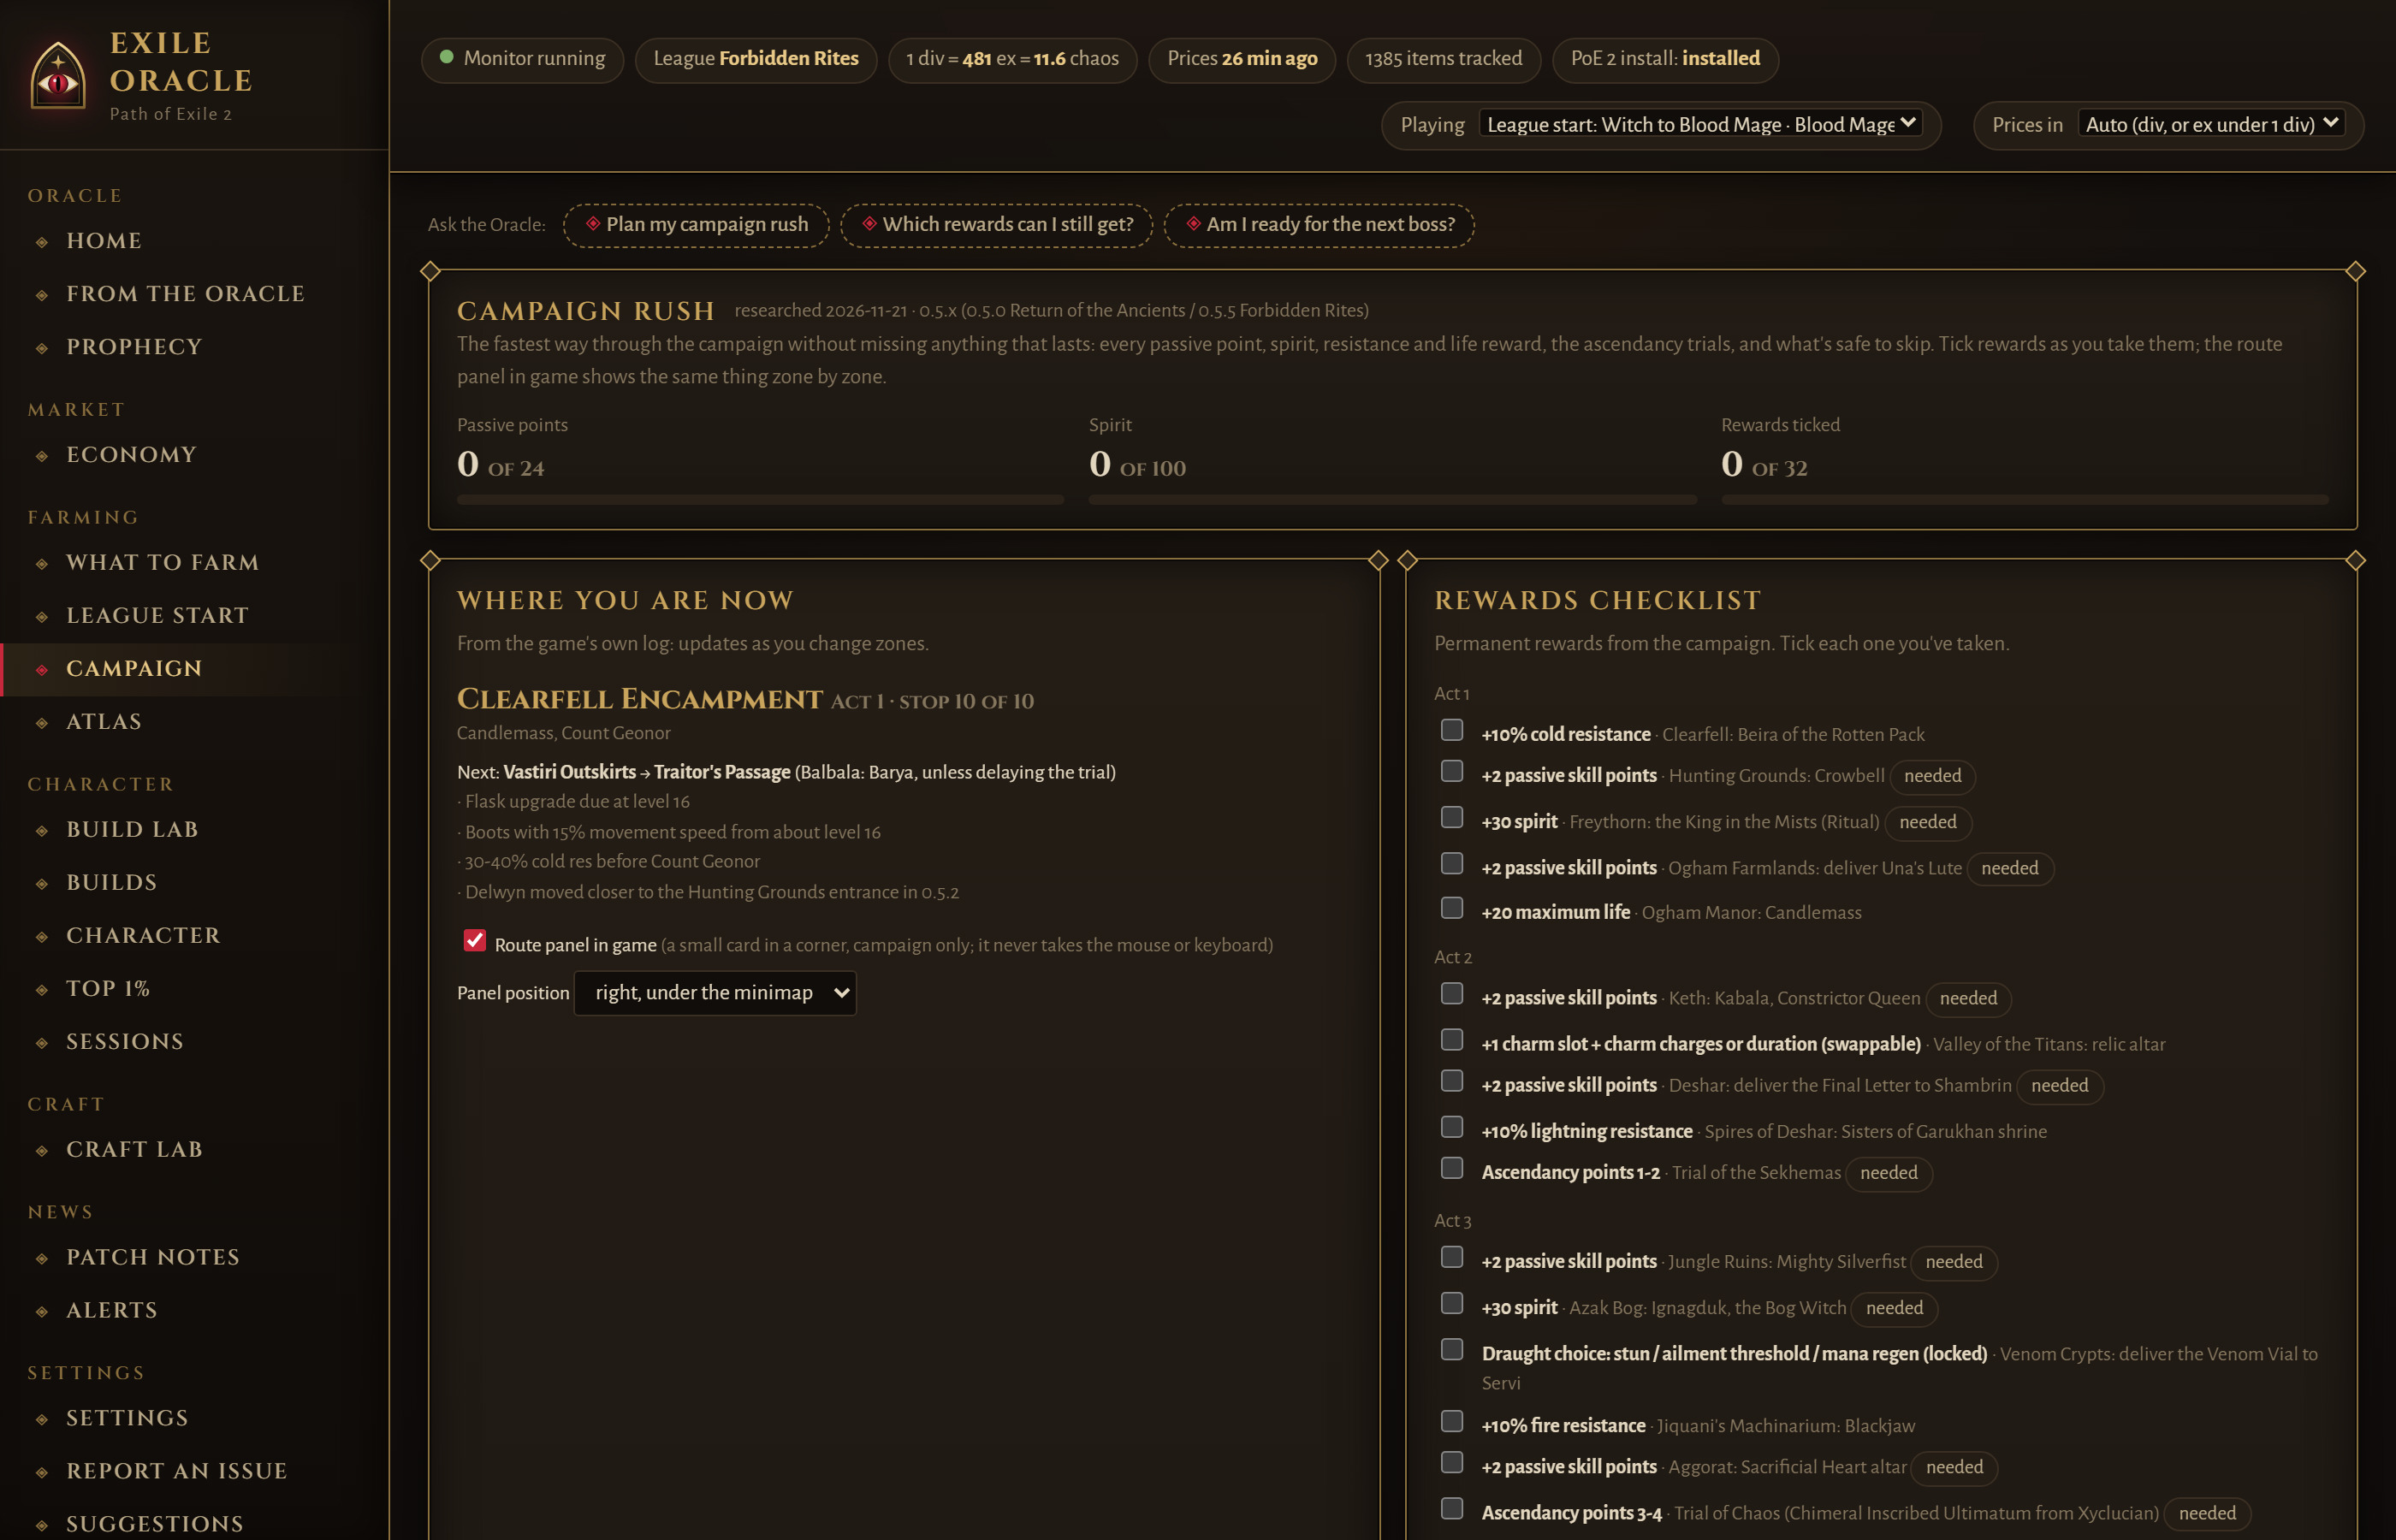 EXILE
ORACLE
Path of Exile 2
ORACLE
HOME
FROM THE ORACLE
PROPHECY
MARKET
ECONOMY
FARMING
WHAT TO FARM
LEAGUE START
CAMPAIGN
ATLAS
CHARACTER
BUILD LAB
BUILDS
CHARACTER
TOP 1%
SESSIONS
CRAFT
CRAFT LAB
NEWS
PATCH NOTES
ALERTS
SETTINGS
SETTINGS
REPORT AN ISSUE
SUGGESTIONS
Monitor running
League Forbidden Rites
1 div = 481 ex = 11.6 chaos
Prices 26 min ago
1385 items tracked
PoE 2 install: installed
Playing League start: Witch to Blood Mage · Blood Mage
Prices in Auto (div, or ex under 1 div)
Ask the Oracle: Plan my campaign rush Which rewards can I still get? Am I ready for the next boss?
CAMPAIGN RUSH researched 2026-11-21 · 0.5.x (0.5.0 Return of the Ancients / 0.5.5 Forbidden Rites)
The fastest way through the campaign without missing anything that lasts: every passive point, spirit, resistance and life reward, the ascendancy trials, and what's safe to skip. Tick rewards as you take them; the route
panel in game shows the same thing zone by zone.
Passive points
0 OF 24
Spirit
0 OF 100
Rewards ticked
0 OF 32
WHERE YOU ARE NOW
From the game's own log: updates as you change zones.
CLEARFELL ENCAMPMENT ACT 1 · STOP 10 OF 10
Candlemass, Count Geonor
Next: Vastiri Outskirts → Traitor's Passage (Balbala: Barya, unless delaying the trial)
· Flask upgrade due at level 16
· Boots with 15% movement speed from about level 16
· 30-40% cold res before Count Geonor
· Delwyn moved closer to the Hunting Grounds entrance in 0.5.2
Route panel in game (a small card in a corner, campaign only; it never takes the mouse or keyboard)
Panel position right, under the minimap
REWARDS CHECKLIST
Permanent rewards from the campaign. Tick each one you've taken.
Act 1
+10% cold resistance · Clearfell: Beira of the Rotten Pack
+2 passive skill points · Hunting Grounds: Crowbell needed
+30 spirit · Freythorn: the King in the Mists (Ritual) needed
+2 passive skill points · Ogham Farmlands: deliver Una's Lute needed
+20 maximum life · Ogham Manor: Candlemass
Act 2
+2 passive skill points · Keth: Kabala, Constrictor Queen needed
+1 charm slot + charm charges or duration (swappable) · Valley of the Titans: relic altar
+2 passive skill points · Deshar: deliver the Final Letter to Shambrin needed
+10% lightning resistance · Spires of Deshar: Sisters of Garukhan shrine
Ascendancy points 1-2 · Trial of the Sekhemas needed
Act 3
+2 passive skill points · Jungle Ruins: Mighty Silverfist needed
+30 spirit · Azak Bog: Ignagduk, the Bog Witch needed
Draught choice: stun / ailment threshold / mana regen (locked) · Venom Crypts: deliver the Venom Vial to
Servi
+10% fire resistance · Jiquani's Machinarium: Blackjaw
+2 passive skill points · Aggorat: Sacrificial Heart altar needed
Ascendancy points 3-4 · Trial of Chaos (Chimeral Inscribed Ultimatum from Xyclucian) needed